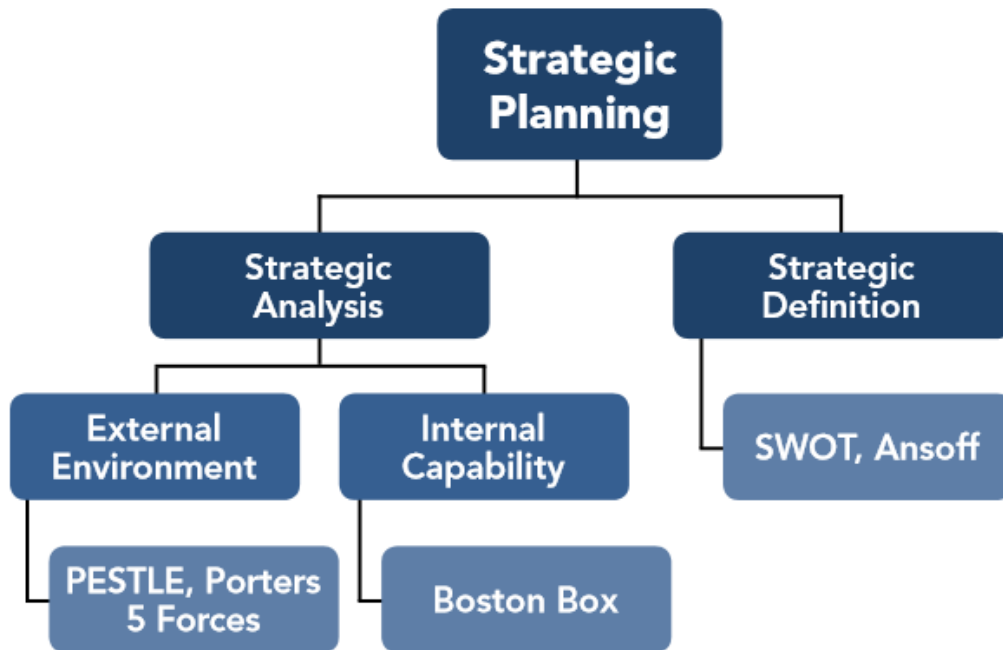 Strategic
Planning
Strategic
Analysis
Strategic
Definition
External
Environment
Internal
Capability
SWOT, Ansoff
PESTLE, Porters
5 Forces
Boston Box